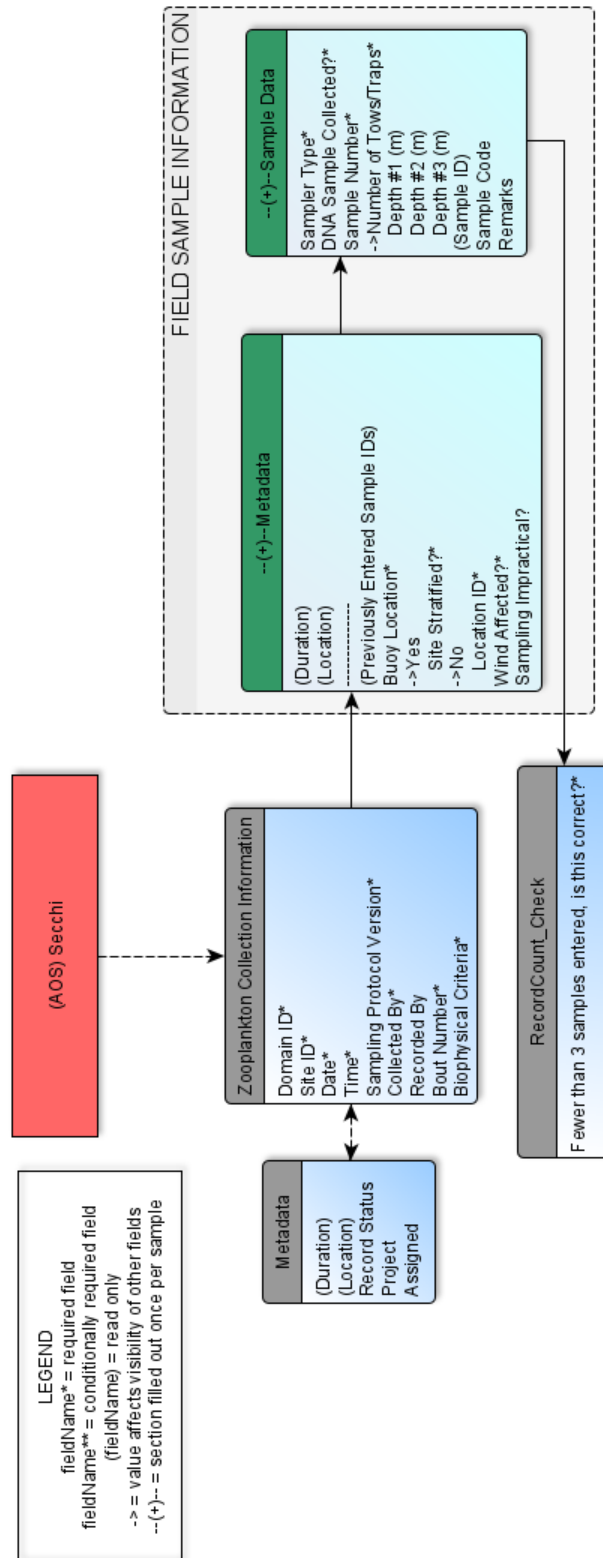 LEGEND
fieldName* = required field
fieldName** = conditionally required field
(fieldName) = read only
-> = value affects visibility of other fields
--(+)-- = section filled out once per sample
(AOS) Secchi
Metadata
(Duration)
(Location)
Record Status
Project
Assigned
Zooplankton Collection Information
Domain ID*
Site ID*
Date*
Time*
Sampling Protocol Version*
Collected By*
Recorded By
Bout Number*
Biophysical Criteria*
FIELD SAMPLE INFORMATION
--(+)--Metadata
(Duration)
(Location)
--------------
(Previously Entered Sample IDs)
Buoy Location*
->Yes
Site Stratified?*
->No
Location ID*
Wind Affected?*
Sampling Impractical?
--(+)--Sample Data
Sampler Type*
DNA Sample Collected?*
Sample Number*
->Number of Tows/Traps*
Depth #1 (m)
Depth #2 (m)
Depth #3 (m)
(Sample ID)
Sample Code
Remarks
RecordCount_Check
Fewer than 3 samples entered, is this correct?*